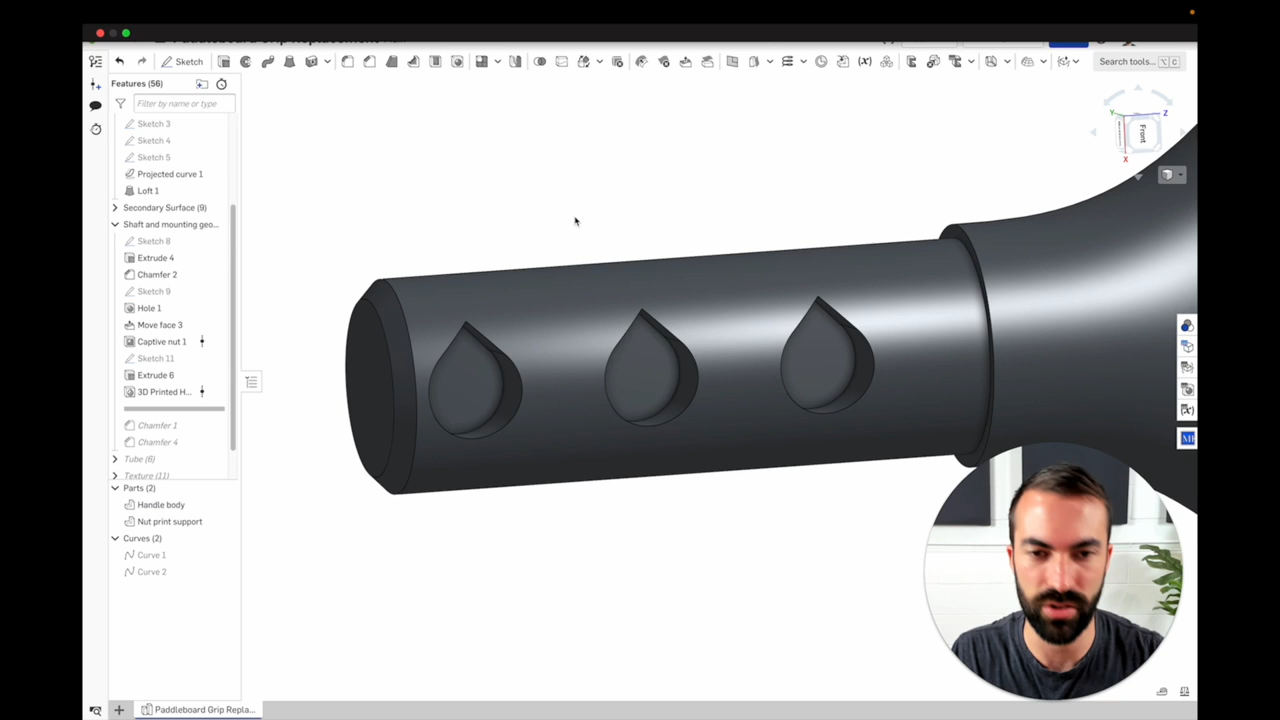 Sketch
Search tools...
Features (56)
Filter by name or type
Sketch 3
Sketch 4
Sketch 5
Projected curve 1
Loft 1
Secondary Surface (9)
Shaft and mounting geo...
Sketch 8
Extrude 4
Chamfer 2
Sketch 9
Hole 1
Move face 3
Captive nut 1
Sketch 11
Extrude 6
3D Printed H...
Chamfer 1
Chamfer 4
Tube (6)
Texture (11)
Parts (2)
Handle body
Nut print support
Curves (2)
Curve 1
Curve 2
Y
Z
Front
X
Paddleboard Grip Repla...